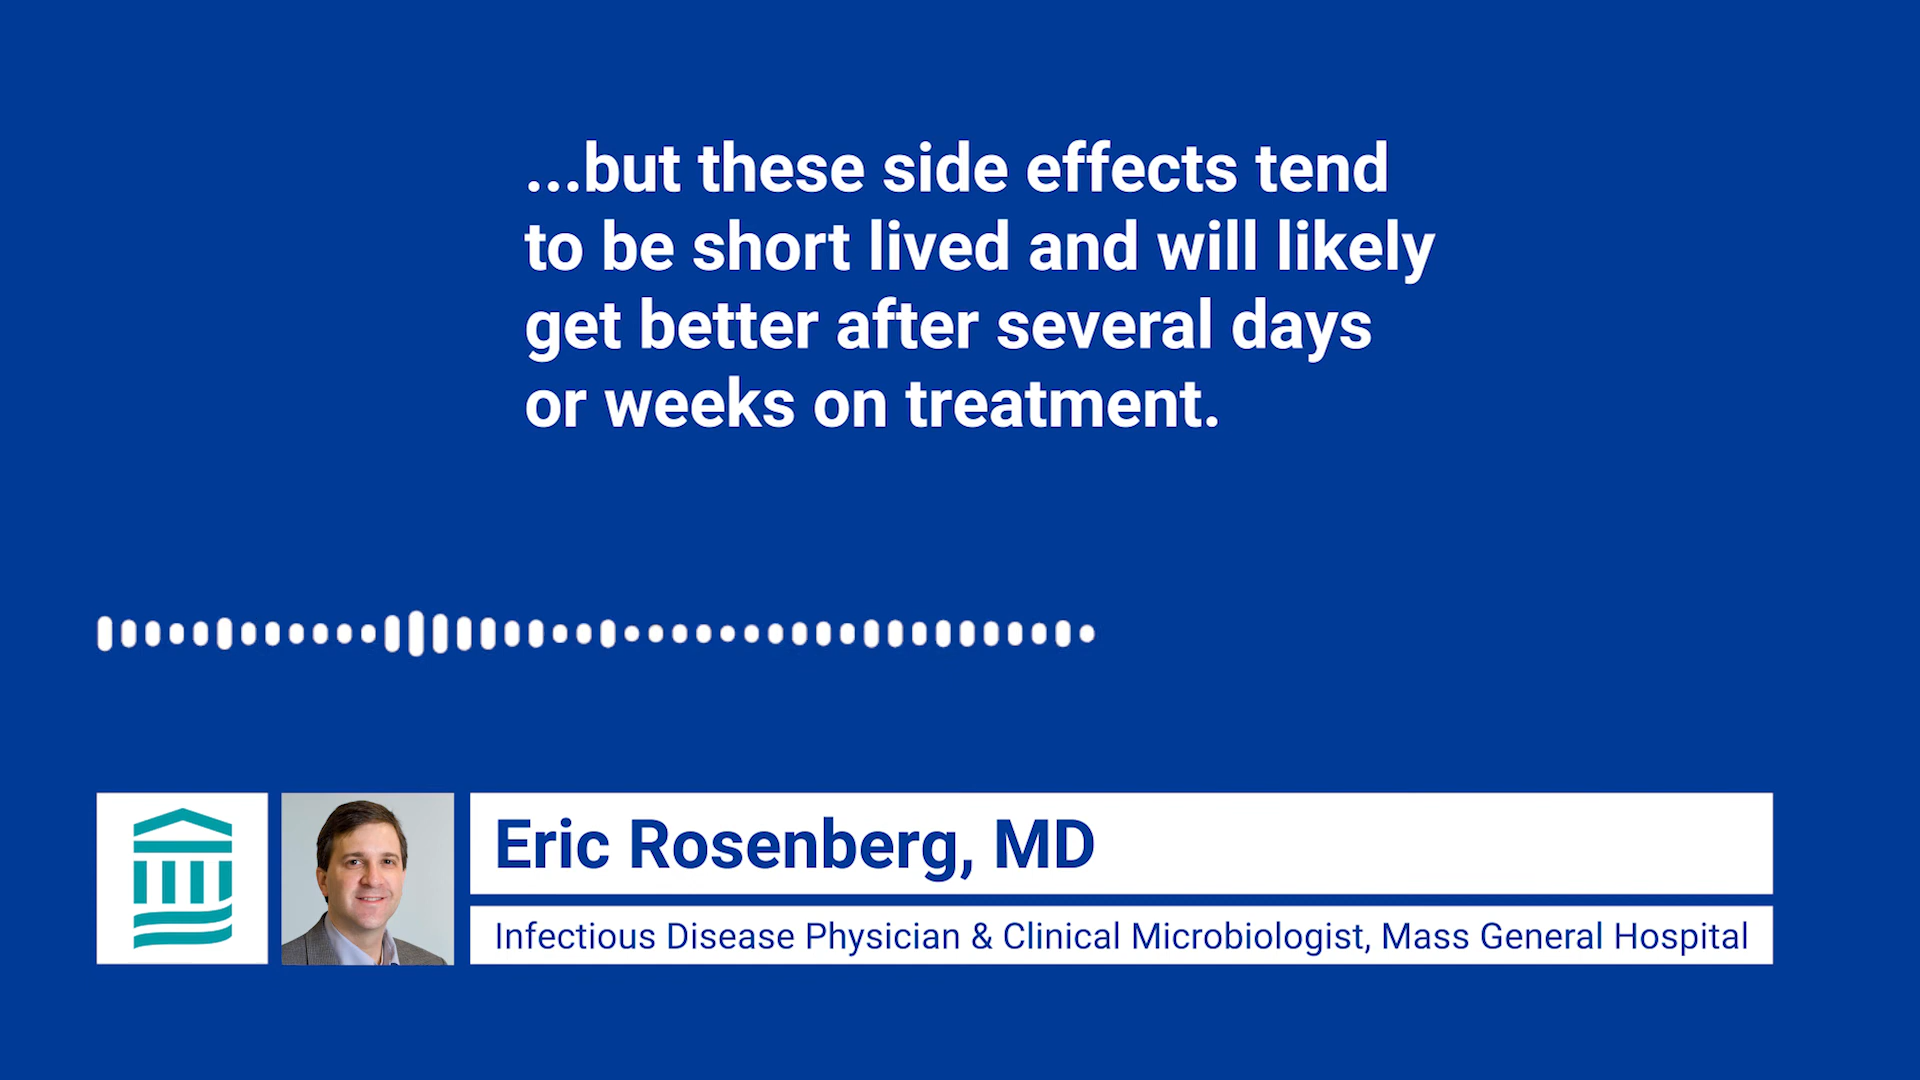 ...but these side effects tend
to be short lived and will likely
get better after several days
or weeks on treatment.
Eric Rosenberg, MD
Infectious Disease Physician & Clinical Microbiologist, Mass General Hospital